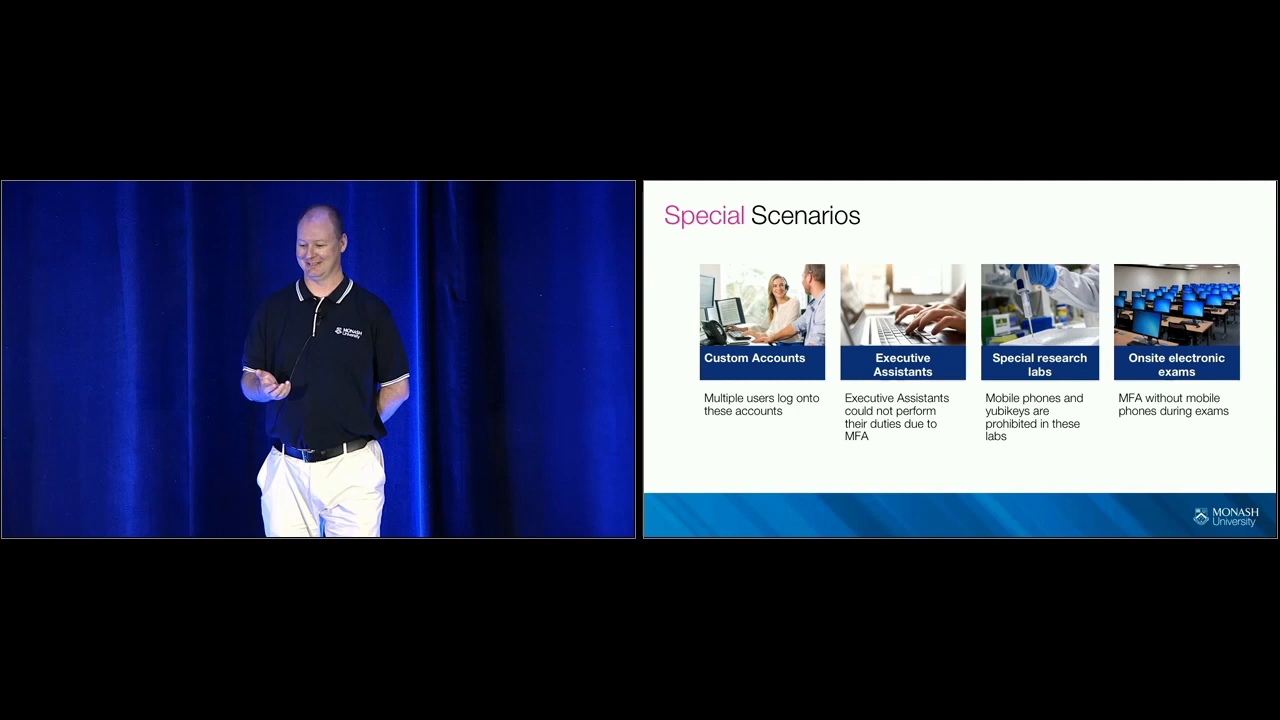 MONASH
University
Special Scenarios
Custom Accounts
Multiple users log onto
these accounts
Executive
Assistants
Executive Assistants
could not perform
their duties due to
MFA
Special research
labs
Mobile phones and
yubikeys are
prohibited in these
labs
Onsite electronic
exams
MFA without mobile
phones during exams
MONASH
University